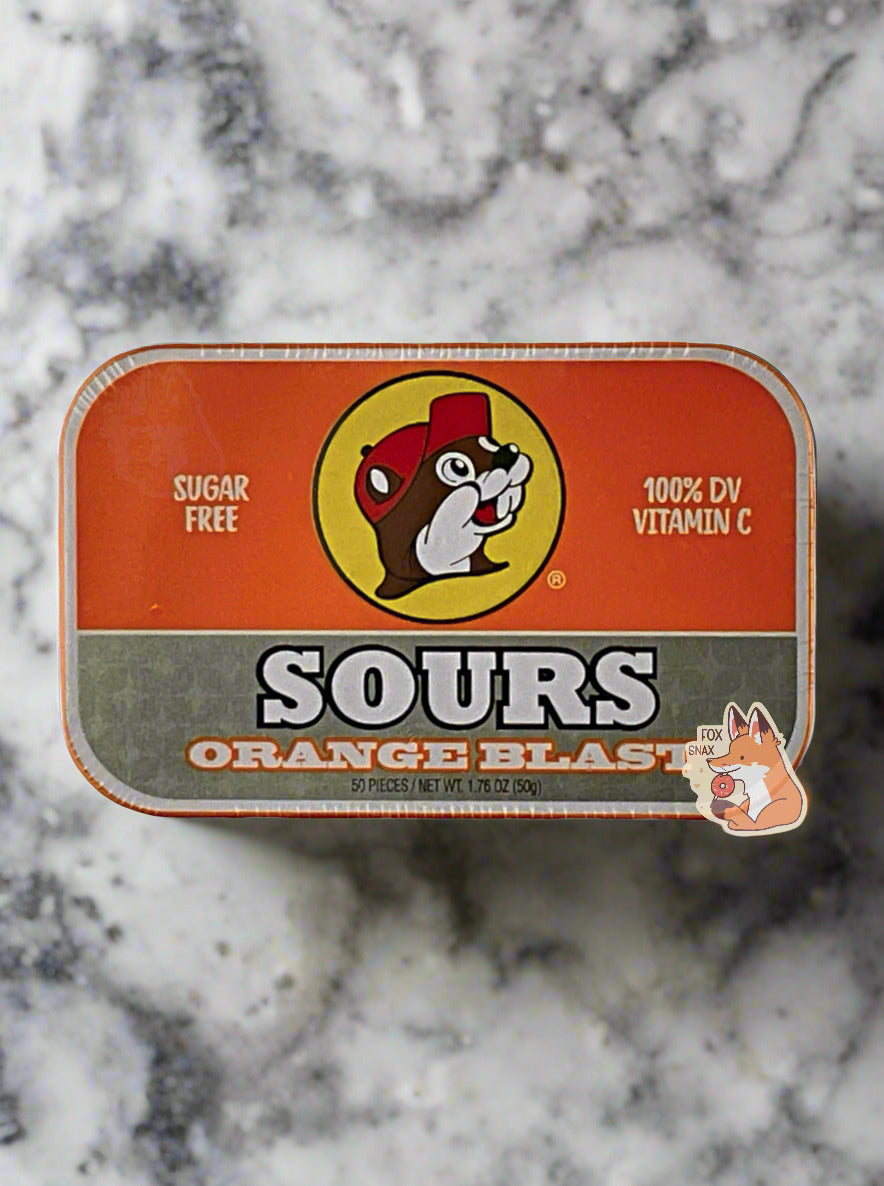 SUGAR
FREE
100% DV
VITAMIN C
®
SOURS
ORANGE BLAST
50 PIECES / NET WT. 1.76 OZ (50g)
FOX
SNAX